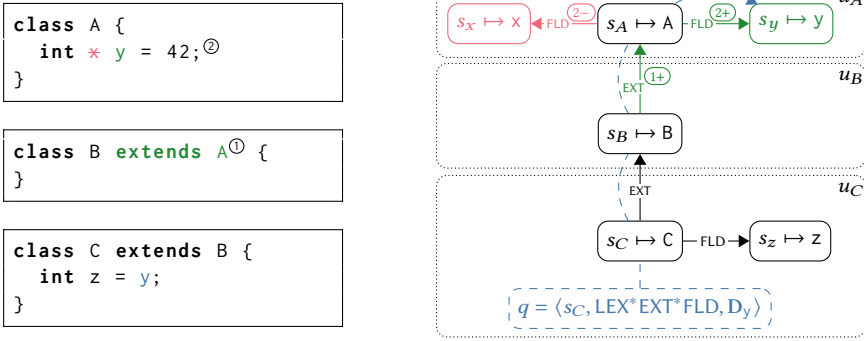 class A {
int x y = 42;②
}
class B extends A① {
}
class C extends B {
int z = y;
}
u_A
s_x ↦ x
2−
FLD
s_A ↦ A
2+
FLD
s_y ↦ y
1+
EXT
u_B
s_B ↦ B
EXT
u_C
s_C ↦ C
FLD
s_z ↦ z
q = ⟨s_C, LEX*EXT*FLD, D_y⟩